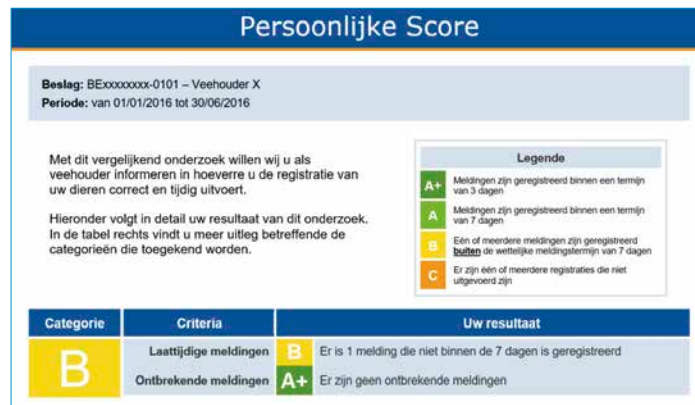 Persoonlijke Score
Beslag: BExxxxxxxx-0101 – Veehouder X
Periode: van 01/01/2016 tot 30/06/2016
Met dit vergelijkend onderzoek willen wij u als
veehouder informeren in hoeverre u de registratie van
uw dieren correct en tijdig uitvoert.
Hieronder volgt in detail uw resultaat van dit onderzoek.
In de tabel rechts vindt u meer uitleg betreffende de
categorieën die toegekend worden.
Legende
A+ Meldingen zijn geregistreerd binnen een termijn
van 3 dagen
A Meldingen zijn geregistreerd binnen een termijn
van 7 dagen
B Eén of meerdere meldingen zijn geregistreerd
buiten de wettelijke meldingstermijn van 7 dagen
C Er zijn één of meerdere registraties die niet
uitgevoerd zijn
Categorie Criteria Uw resultaat
B
Laattijdige meldingen B Er is 1 melding die niet binnen de 7 dagen is geregistreerd
Ontbrekende meldingen A+ Er zijn geen ontbrekende meldingen